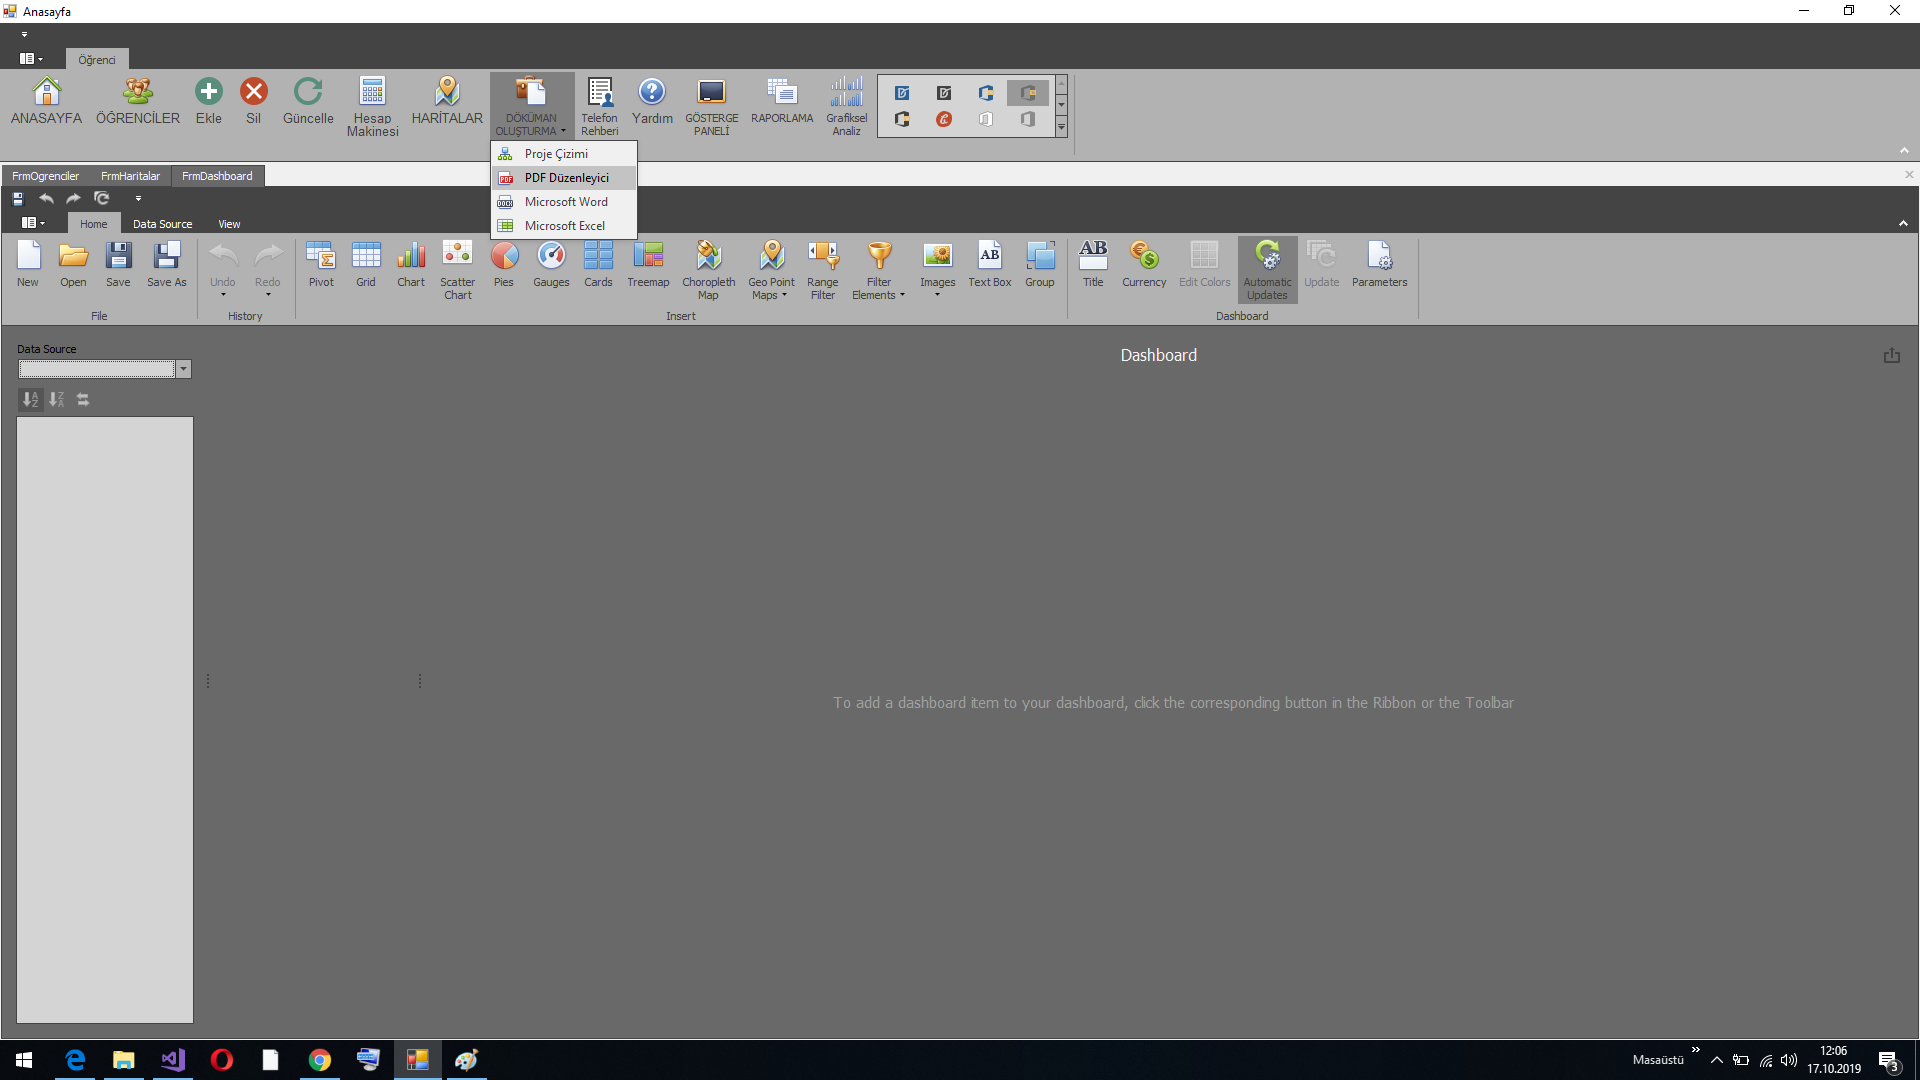 Anasayfa
Öğrenci
ANASAYFA
ÖĞRENCİLER
Ekle
Sil
Güncelle
Hesap
Makinesi
HARİTALAR
DÖKÜMAN
OLUŞTURMA
Telefon
Rehberi
Yardım
GÖSTERGE
PANELİ
RAPORLAMA
Grafiksel
Analiz
Proje Çizimi
PDF Düzenleyici
Microsoft Word
Microsoft Excel
FrmOgrenciler
FrmHaritalar
FrmDashboard
Home
Data Source
View
New
Open
Save
Save As
File
Undo
Redo
History
Pivot
Grid
Chart
Scatter
Chart
Pies
Gauges
Cards
Treemap
Choropleth
Map
Geo Point
Maps
Range
Filter
Filter
Elements
Images
Text Box
Group
Insert
Title
Currency
Edit Colors
Automatic
Updates
Update
Parameters
Dashboard
Data Source
Dashboard
To add a dashboard item to your dashboard, click the corresponding button in the Ribbon or the Toolbar
Masaüstü
12:06
17.10.2019
3